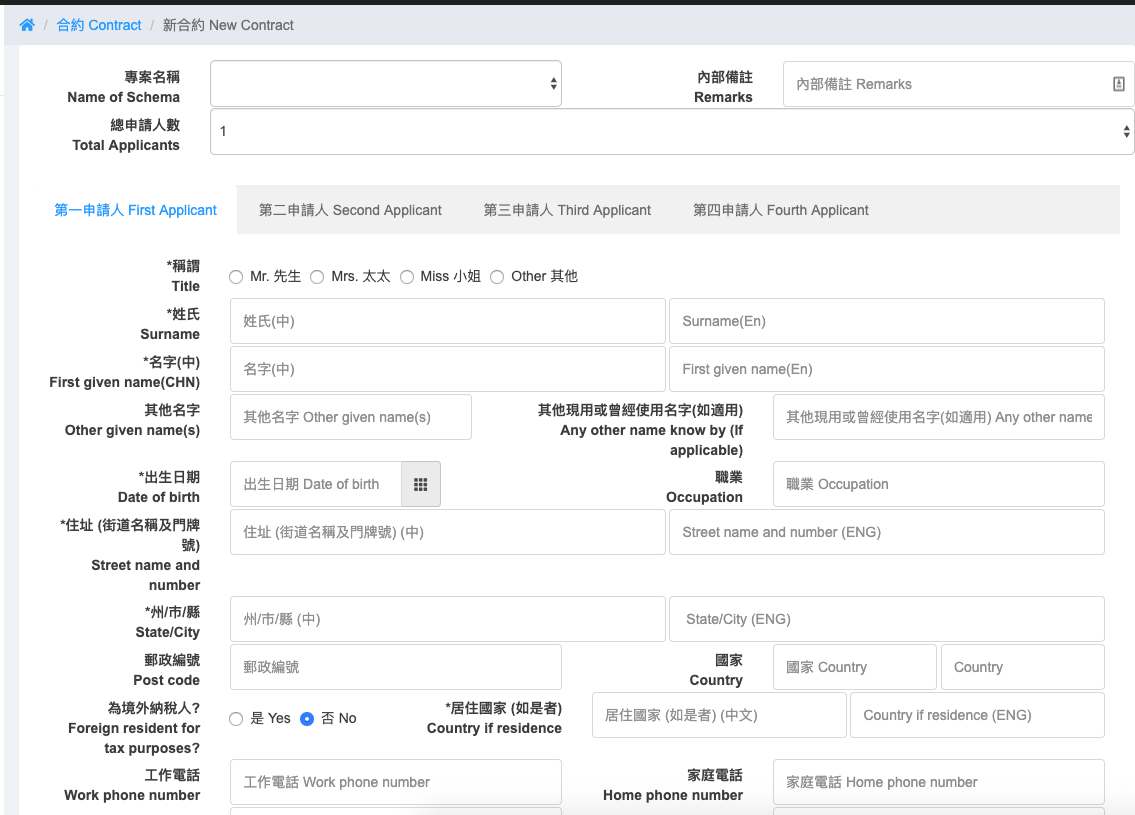 / 合約 Contract / 新合約 New Contract
專案名稱
Name of Schema
內部備註
Remarks
內部備註 Remarks
總申請人數
Total Applicants
1
第一申請人 First Applicant 第二申請人 Second Applicant 第三申請人 Third Applicant 第四申請人 Fourth Applicant
*稱謂
Title
Mr. 先生 Mrs. 太太 Miss 小姐 Other 其他
*姓氏
Surname
姓氏(中)
Surname(En)
*名字(中)
First given name(CHN)
名字(中)
First given name(En)
其他名字
Other given name(s)
其他名字 Other given name(s)
其他現用或曾經使用名字(如適用)
Any other name know by (If
applicable)
其他現用或曾經使用名字(如適用) Any other name
*出生日期
Date of birth
出生日期 Date of birth
職業
Occupation
職業 Occupation
*住址 (街道名稱及門牌
號)
Street name and
number
住址 (街道名稱及門牌號) (中)
Street name and number (ENG)
*州/市/縣
State/City
州/市/縣 (中)
State/City (ENG)
郵政編號
Post code
郵政編號
國家
Country
國家 Country
Country
為境外納稅人?
Foreign resident for
tax purposes?
是 Yes 否 No
*居住國家 (如是者)
Country if residence
居住國家 (如是者) (中文)
Country if residence (ENG)
工作電話
Work phone number
工作電話 Work phone number
家庭電話
Home phone number
家庭電話 Home phone number